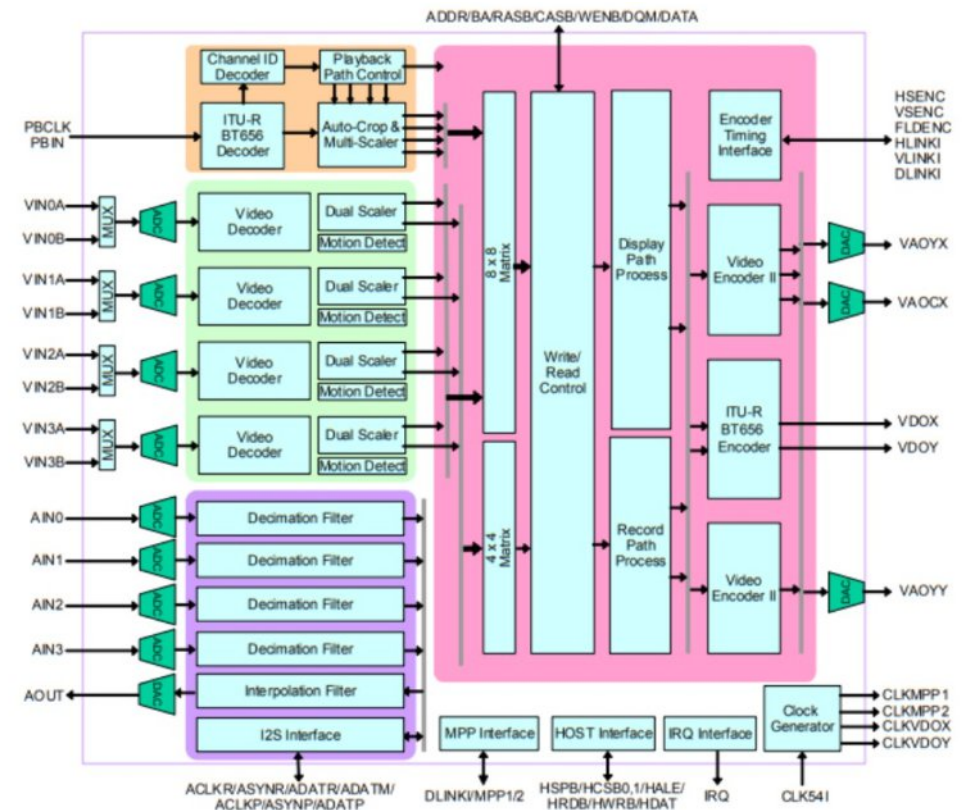 ADDR/BA/RASB/CASB/WENB/DQM/DATA
Channel ID
Decoder
Playback
Path Control
ITU-R
BT656
Decoder
Auto-Crop &
Multi-Scaler
PBCLK
PBIN
VIN0A
VIN0B
MUX
ADC
Video
Decoder
Dual Scaler
Motion Detect
VIN1A
VIN1B
MUX
ADC
Video
Decoder
Dual Scaler
Motion Detect
VIN2A
VIN2B
MUX
ADC
Video
Decoder
Dual Scaler
Motion Detect
VIN3A
VIN3B
MUX
ADC
Video
Decoder
Dual Scaler
Motion Detect
AIN0
ADC
Decimation Filter
AIN1
ADC
Decimation Filter
AIN2
ADC
Decimation Filter
AIN3
ADC
Decimation Filter
AOUT
DAC
Interpolation Filter
I2S Interface
8 x 8
Matrix
4 x 4
Matrix
Write/
Read
Control
Display
Path
Process
Record
Path
Process
Encoder
Timing
Interface
HSENC
VSENC
FLDENC
HLINKI
VLINKI
DLINKI
Video
Encoder II
DAC
VAOYX
DAC
VAOCX
ITU-R
BT656
Encoder
VDOX
VDOY
Video
Encoder II
DAC
VAOYY
MPP Interface
HOST Interface
IRQ Interface
Clock
Generator
CLKMPP1
CLKMPP2
CLKVDOX
CLKVDOY
ACLKR/ASYNR/ADATR/ADATM/
ACLKP/ASYNP/ADATP
DLINKI/MPP1/2
HSPB/HCSB0,1/HALE/
HRDB/HWRB/HDAT
IRQ
CLK54I